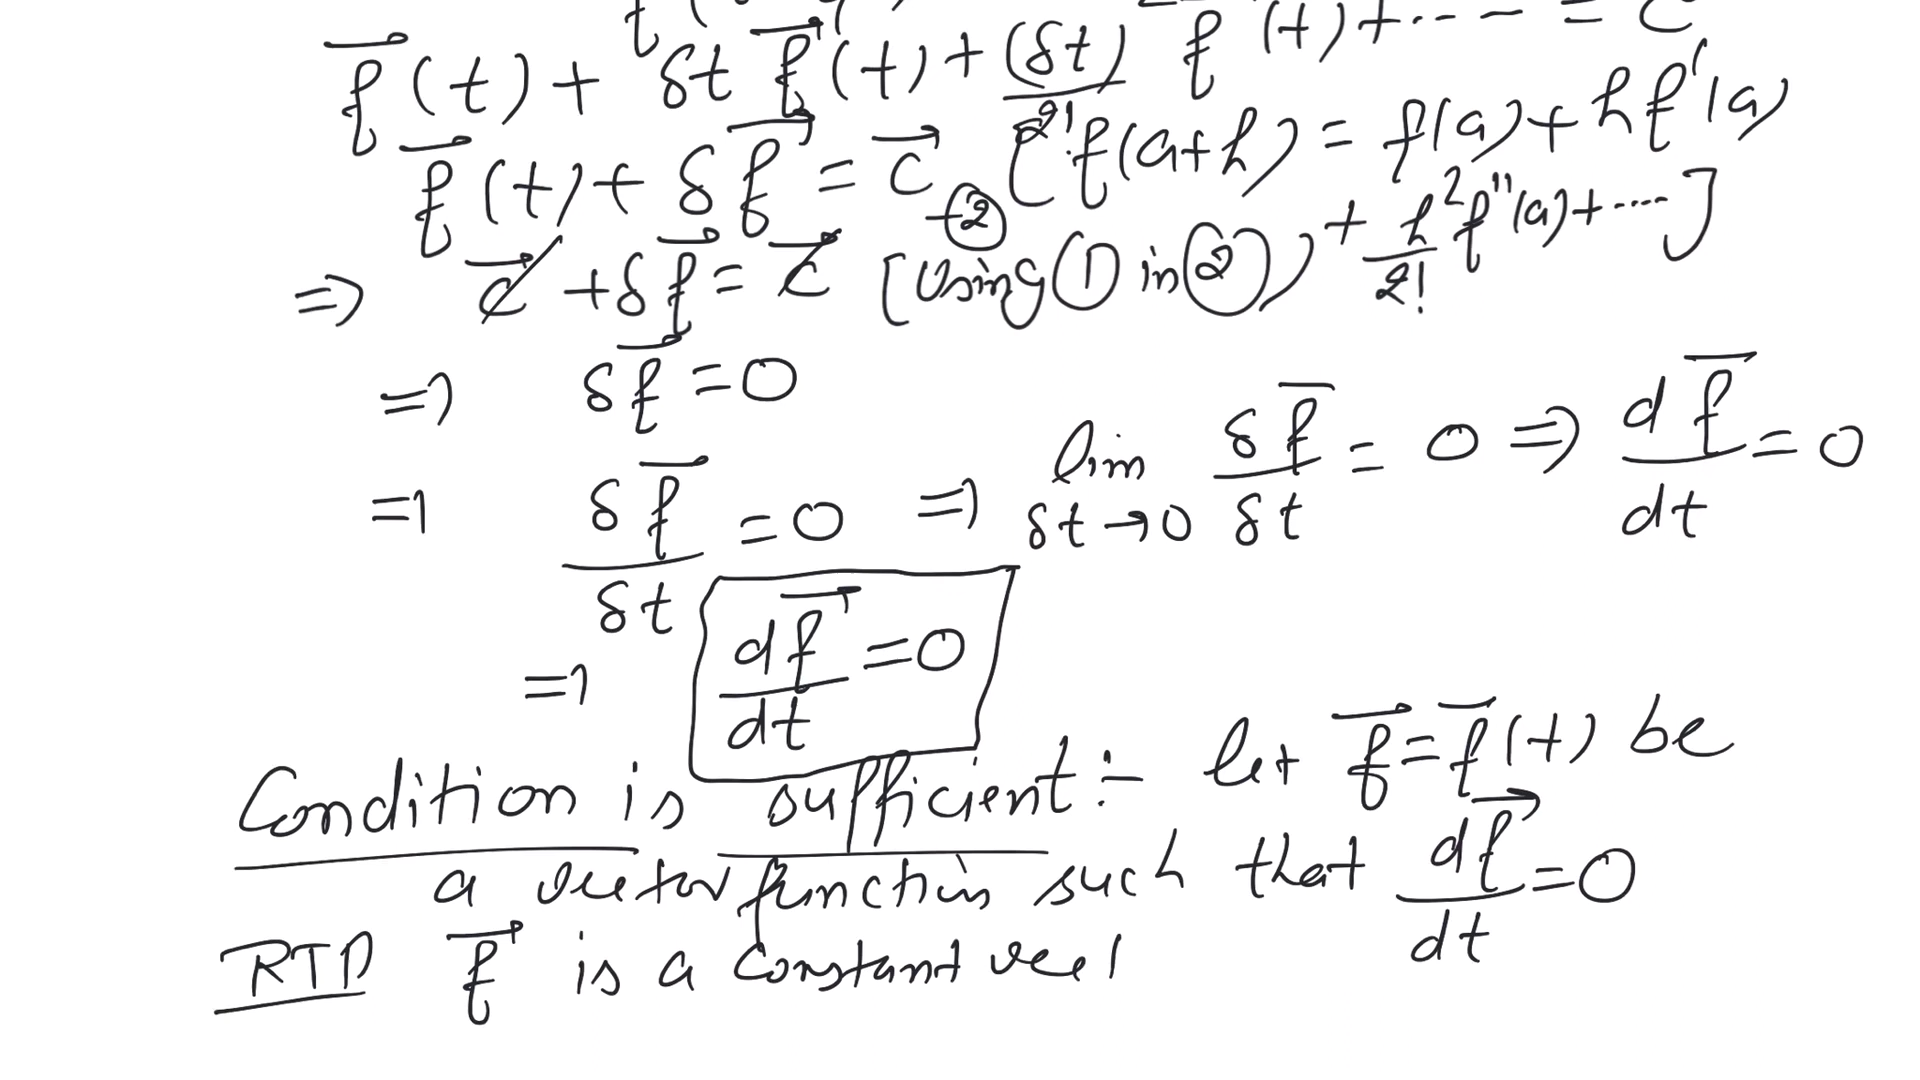 f⃗(t) + δt f⃗'(t) + (δt)²/2! f⃗''(t) + ---- = c⃗
f⃗(t) + δf⃗ = c⃗ —② [∵ f(a+h) = f(a) + hf'(a)
+ h²/2! f''(a) + ----]
⇒ c⃗ + δf⃗ = c⃗ [Using ① in ②]
⇒ δf⃗ = 0
⇒ δf⃗/δt = 0 ⇒ lim δt→0 δf⃗/δt = 0 ⇒ df⃗/dt = 0
⇒ df⃗/dt = 0
Condition is sufficient :- let f⃗ = f⃗(t) be
a vector function such that df⃗/dt = 0
RTP f⃗ is a constant vec